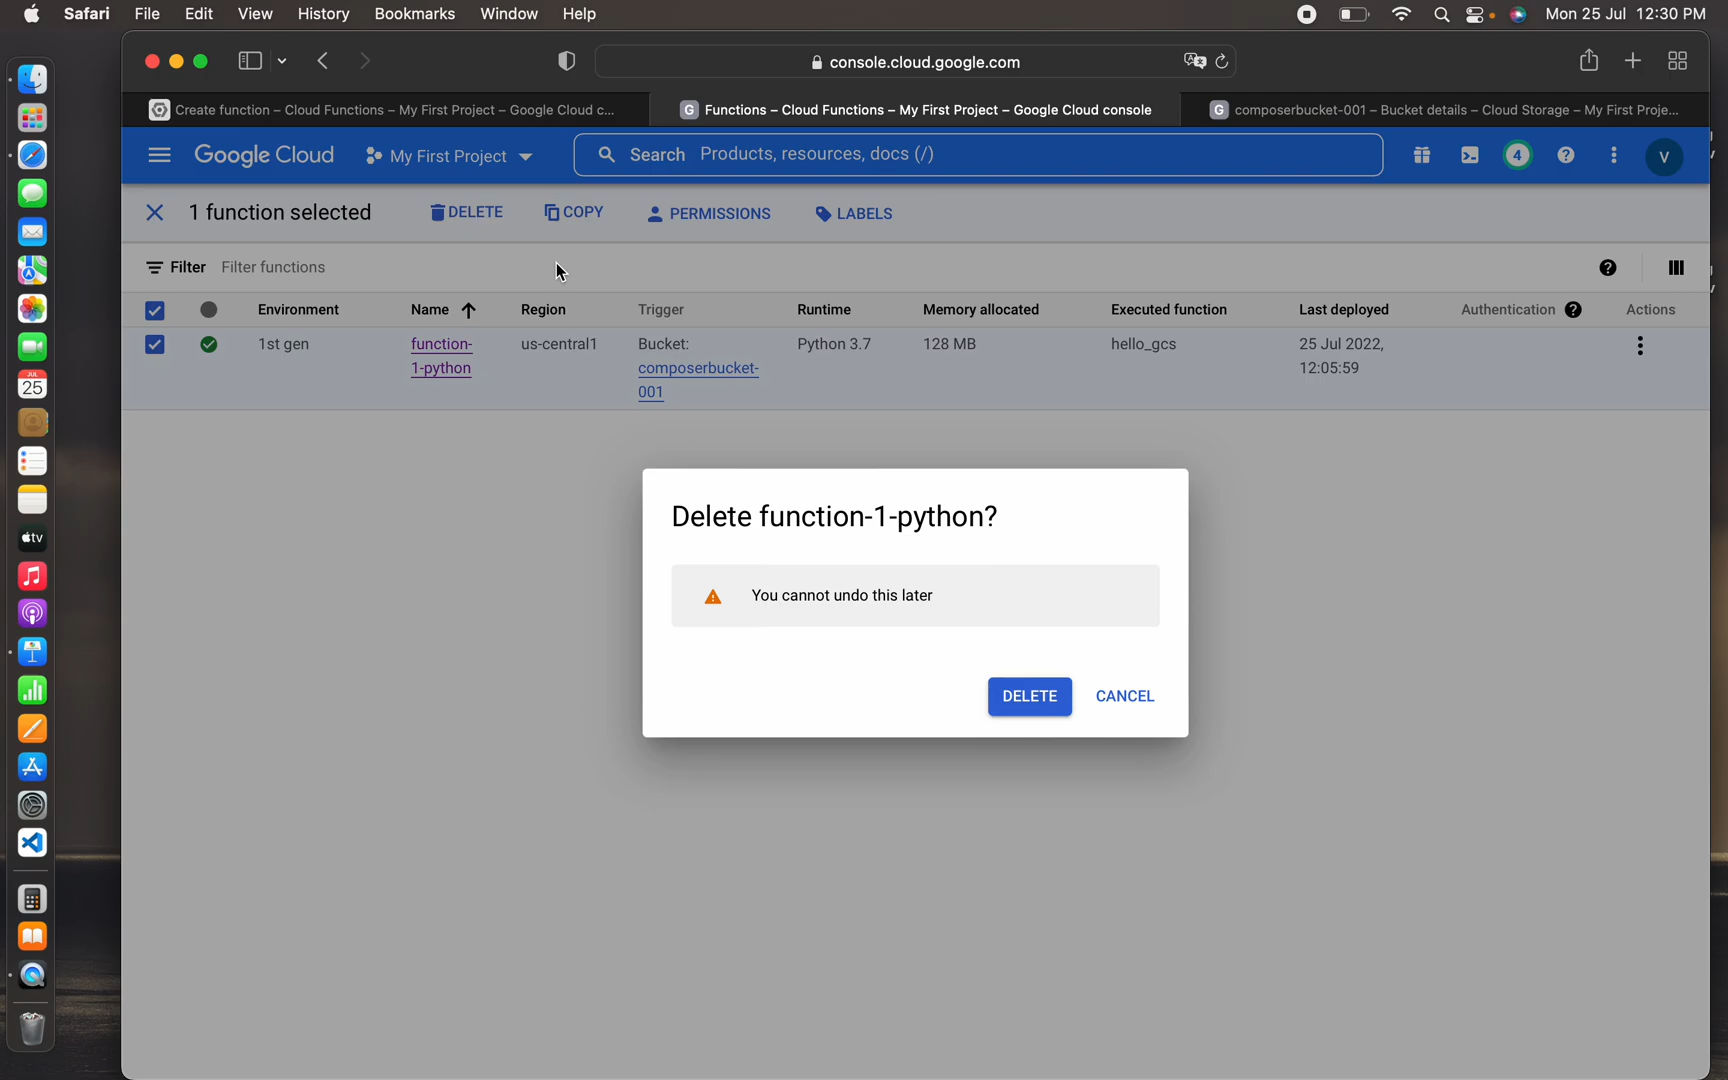 Safari File Edit View History Bookmarks Window Help Mon 25 Jul 12:30 PM
console.cloud.google.com
Create function – Cloud Functions – My First Project – Google Cloud c... G Functions – Cloud Functions – My First Project – Google Cloud console G composerbucket-001 – Bucket details – Cloud Storage – My First Proje...
Google Cloud My First Project Search Products, resources, docs (/) 4 ? V
1 function selected DELETE COPY PERMISSIONS LABELS
Filter Filter functions ?
Environment Name Region Trigger Runtime Memory allocated Executed function Last deployed Authentication ? Actions
1st gen function- us-central1 Bucket: Python 3.7 128 MB hello_gcs 25 Jul 2022,
1-python composerbucket- 12:05:59
001
Delete function-1-python?
You cannot undo this later
DELETE CANCEL
JUL
25
tv